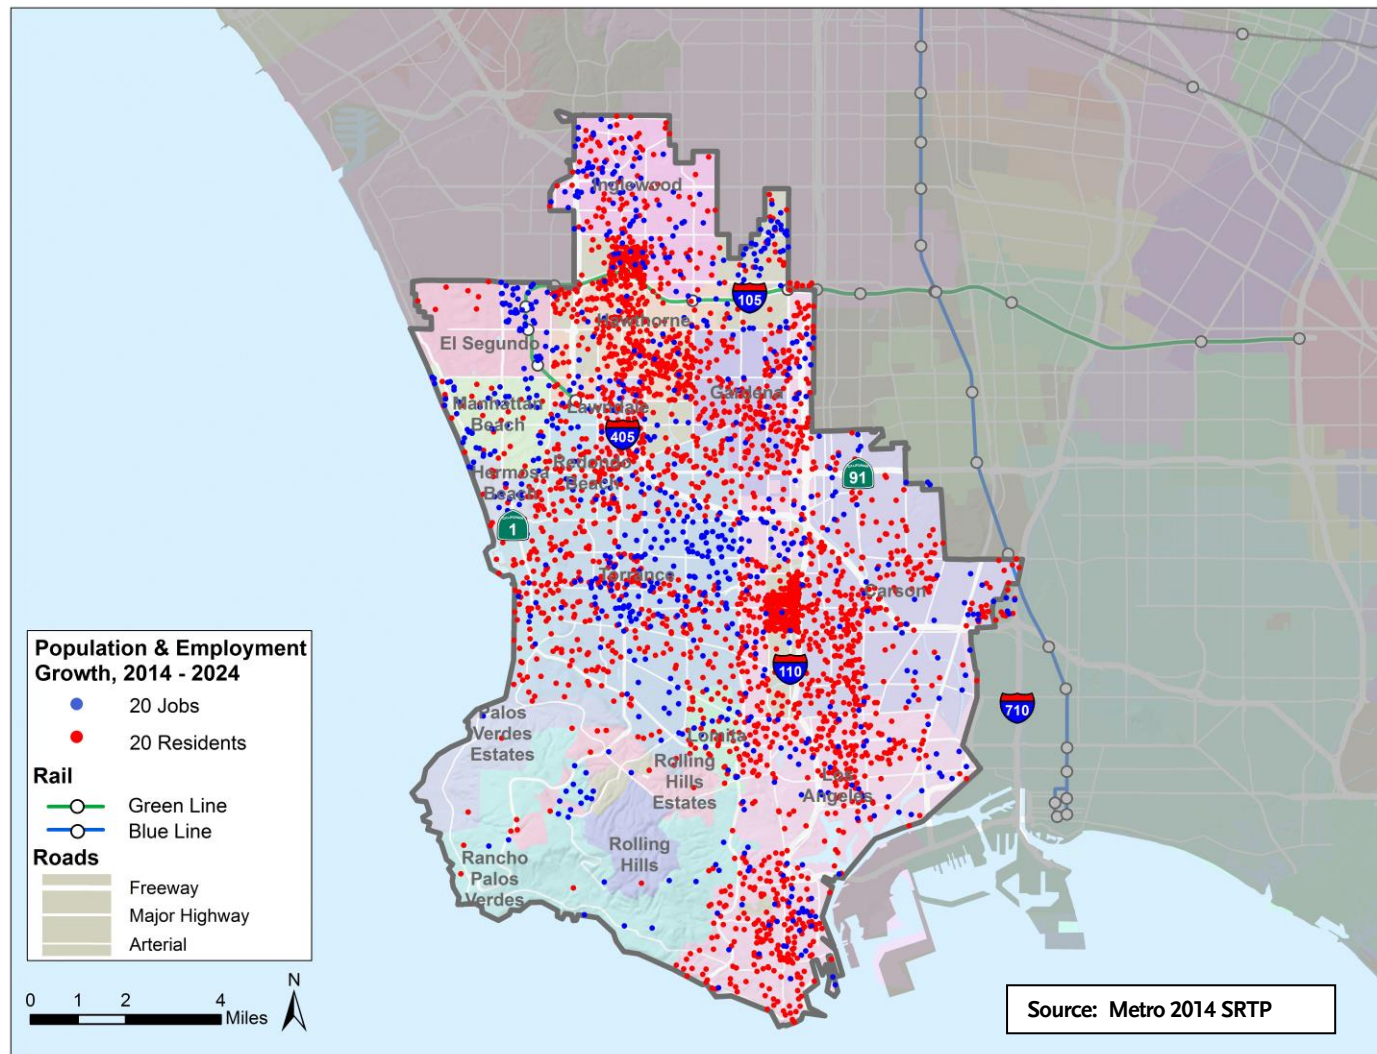 Inglewood
105
Hawthorne
El Segundo
Gardena
Manhattan
Beach
Lawndale
405
Redondo
Beach
Hermosa
Beach
CALIFORNIA
91
CALIFORNIA
1
Torrance
Carson
110
710
Palos
Verdes
Estates
Lomita
Rolling
Hills
Estates
Los
Angeles
Rolling
Hills
Rancho
Palos
Verdes
Population & Employment
Growth, 2014 - 2024
20 Jobs
20 Residents
Rail
Green Line
Blue Line
Roads
Freeway
Major Highway
Arterial
N
0 1 2 4
Miles
Source: Metro 2014 SRTP